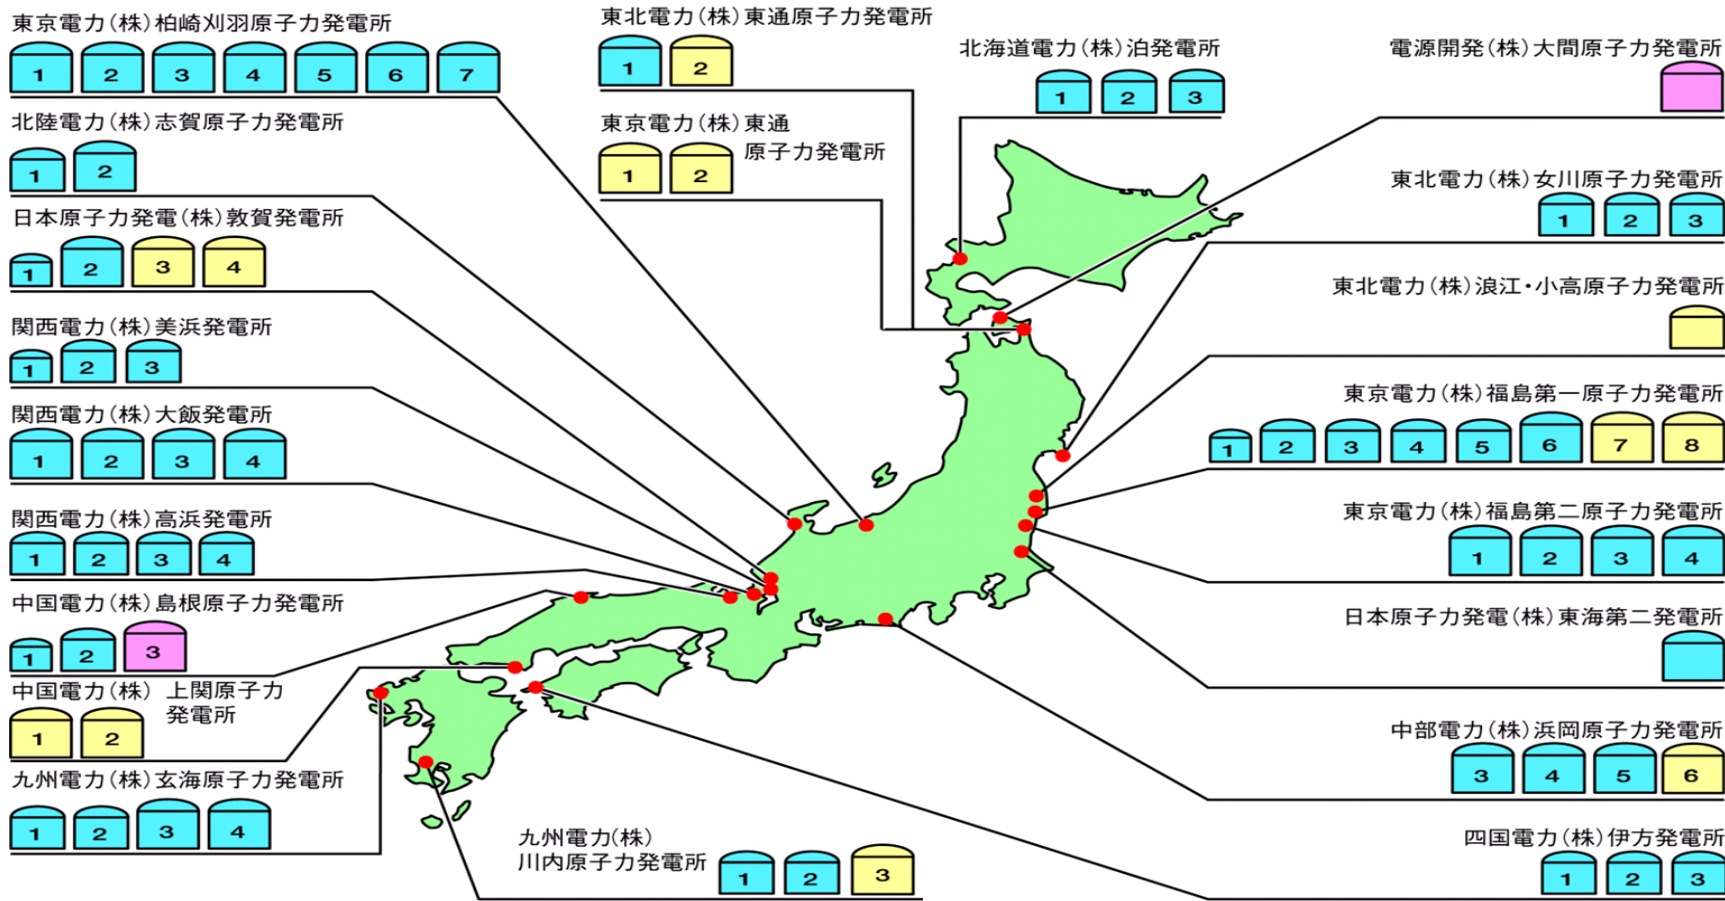 東京電力(株)柏崎刈羽原子力発電所
1 2 3 4 5 6 7
北陸電力(株)志賀原子力発電所
1 2
日本原子力発電(株)敦賀発電所
1 2 3 4
関西電力(株)美浜発電所
1 2 3
関西電力(株)大飯発電所
1 2 3 4
関西電力(株)高浜発電所
1 2 3 4
中国電力(株)島根原子力発電所
1 2 3
中国電力(株) 上関原子力
発電所
1 2
九州電力(株)玄海原子力発電所
1 2 3 4
東北電力(株)東通原子力発電所
1 2
東京電力(株)東通
原子力発電所
1 2
北海道電力(株)泊発電所
1 2 3
電源開発(株)大間原子力発電所
東北電力(株)女川原子力発電所
1 2 3
東北電力(株)浪江・小高原子力発電所
東京電力(株)福島第一原子力発電所
1 2 3 4 5 6 7 8
東京電力(株)福島第二原子力発電所
1 2 3 4
日本原子力発電(株)東海第二発電所
中部電力(株)浜岡原子力発電所
3 4 5 6
四国電力(株)伊方発電所
1 2 3
九州電力(株)
川内原子力発電所
1 2 3